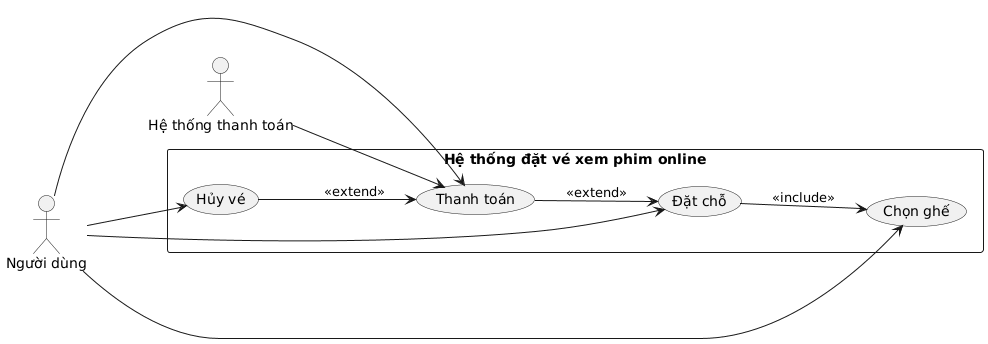 Hệ thống thanh toán
Hệ thống đặt vé xem phim online
«extend»
«extend»
«include»
Hủy vé
Thanh toán
Đặt chỗ
Chọn ghế
Người dùng